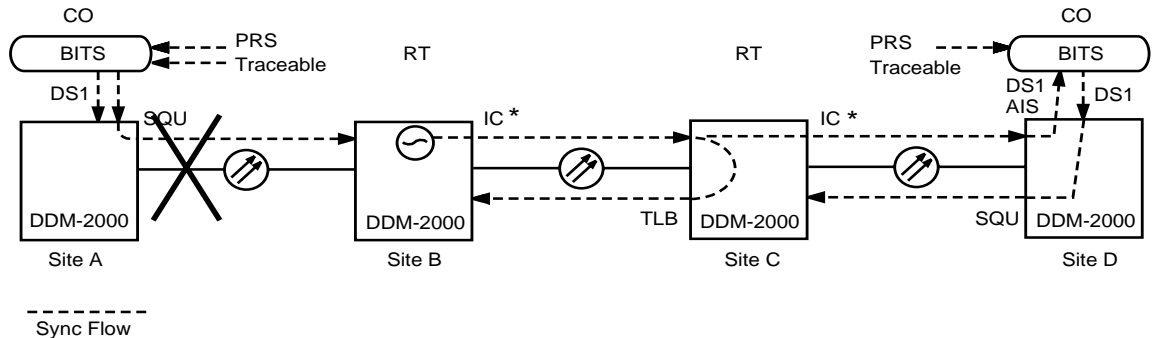 CO
BITS
PRS
Traceable
DS1
SQU
DDM-2000
Site A
RT
IC *
DDM-2000
Site B
RT
IC *
TLB
DDM-2000
Site C
CO
PRS
Traceable
BITS
DS1
AIS
DS1
SQU
DDM-2000
Site D
Sync Flow